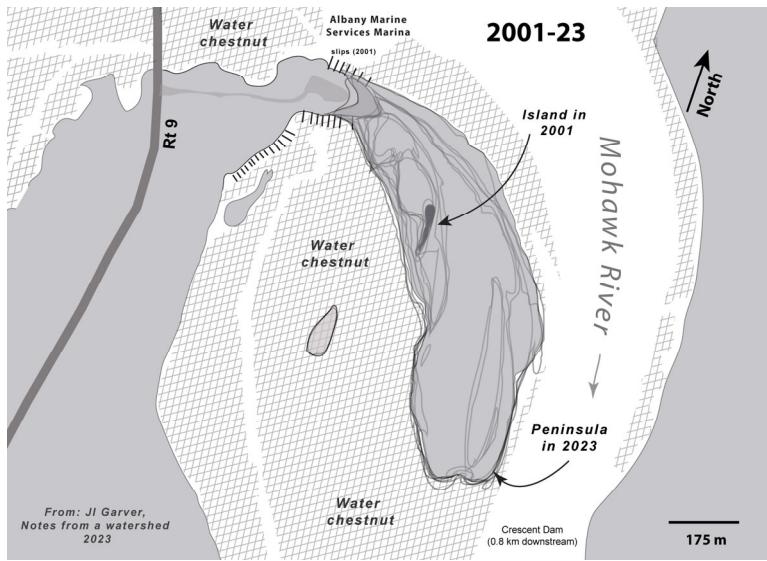 Water
chestnut
Albany Marine
Services Marina
slips (2001)
2001-23
North
Rt 9
Island in
2001
Mohawk River
Water
chestnut
Peninsula
in 2023
Water
chestnut
From: JI Garver,
Notes from a watershed
2023
Crescent Dam
(0.8 km downstream)
175 m